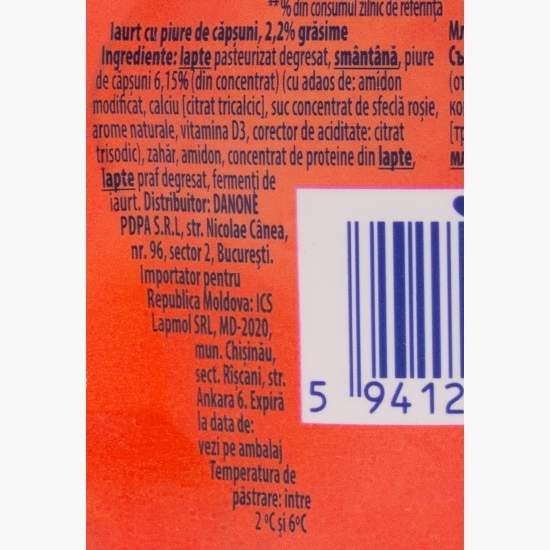 **% din consumul zilnic de referință
Iaurt cu piure de căpșuni, 2,2% grăsime
Ingrediente: lapte pasteurizat degresat, smântână, piure
de căpșuni 6,15% (din concentrat) (cu adaos de: amidon
modificat, calciu [citrat tricalcic], suc concentrat de sfeclă roșie,
arome naturale, vitamina D3, corector de aciditate: citrat
trisodic), zahăr, amidon, concentrat de proteine din lapte,
lapte praf degresat, fermenți de
iaurt. Distribuitor: DANONE
PDPA S.R.L, str. Nicolae Cânea,
nr. 96, sector 2, București.
Importator pentru
Republica Moldova: ICS
Lapmol SRL, MD-2020,
mun. Chișinău,
sect. Rîșcani, str.
Ankara 6. Expiră
la data de:
vezi pe ambalaj
Temperatura de
păstrare: între
2 ºC și 6ºC
5 9412